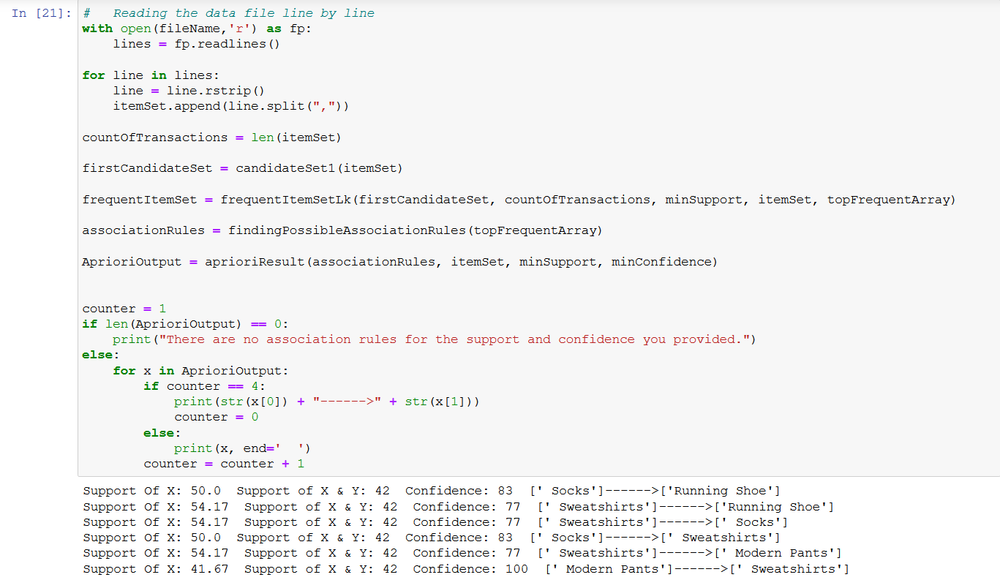 In [21]: #   Reading the data file line by line
with open(fileName,'r') as fp:
    lines = fp.readlines()

for line in lines:
    line = line.rstrip()
    itemSet.append(line.split(","))

countOfTransactions = len(itemSet)

firstCandidateSet = candidateSet1(itemSet)

frequentItemSet = frequentItemSetLk(firstCandidateSet, countOfTransactions, minSupport, itemSet, topFrequentArray)

associationRules = findingPossibleAssociationRules(topFrequentArray)

AprioriOutput = aprioriResult(associationRules, itemSet, minSupport, minConfidence)


counter = 1
if len(AprioriOutput) == 0:
    print("There are no association rules for the support and confidence you provided.")
else:
    for x in AprioriOutput:
        if counter == 4:
            print(str(x[0]) + "------>" + str(x[1]))
            counter = 0
        else:
            print(x, end='  ')
        counter = counter + 1
Support Of X: 50.0  Support of X & Y: 42  Confidence: 83  [' Socks']------>['Running Shoe']
Support Of X: 54.17  Support of X & Y: 42  Confidence: 77  [' Sweatshirts']------>['Running Shoe']
Support Of X: 54.17  Support of X & Y: 42  Confidence: 77  [' Sweatshirts']------>[' Socks']
Support Of X: 50.0  Support of X & Y: 42  Confidence: 83  [' Socks']------>[' Sweatshirts']
Support Of X: 54.17  Support of X & Y: 42  Confidence: 77  [' Sweatshirts']------>[' Modern Pants']
Support Of X: 41.67  Support of X & Y: 42  Confidence: 100  [' Modern Pants']------>[' Sweatshirts']